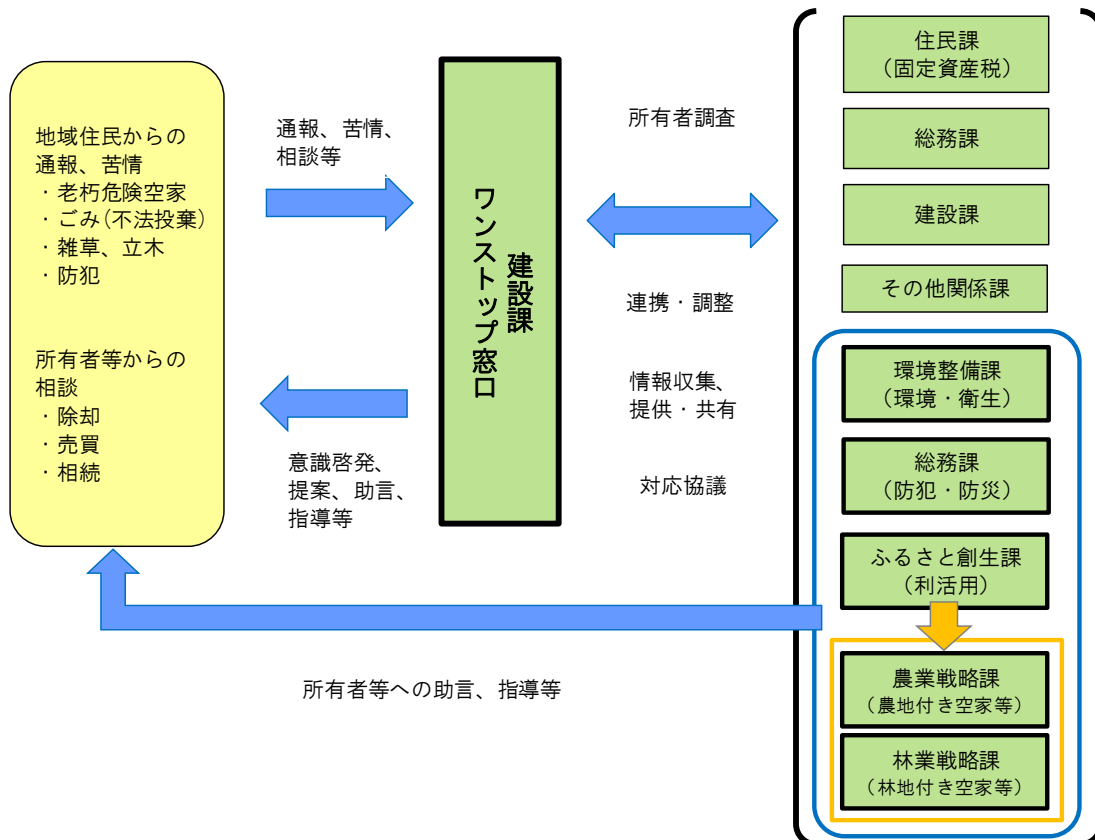 地域住民からの
通報、苦情
・老朽危険空家
・ごみ(不法投棄)
・雑草、立木
・防犯
所有者等からの
相談
・除却
・売買
・相続
通報、苦情、
相談等
意識啓発、
提案、助言、
指導等
建設課
ワンストップ窓口
所有者調査
連携・調整
情報収集、
提供・共有
対応協議
住民課
（固定資産税）
総務課
建設課
その他関係課
環境整備課
（環境・衛生）
総務課
（防犯・防災）
ふるさと創生課
（利活用）
農業戦略課
（農地付き空家等）
林業戦略課
（林地付き空家等）
所有者等への助言、指導等